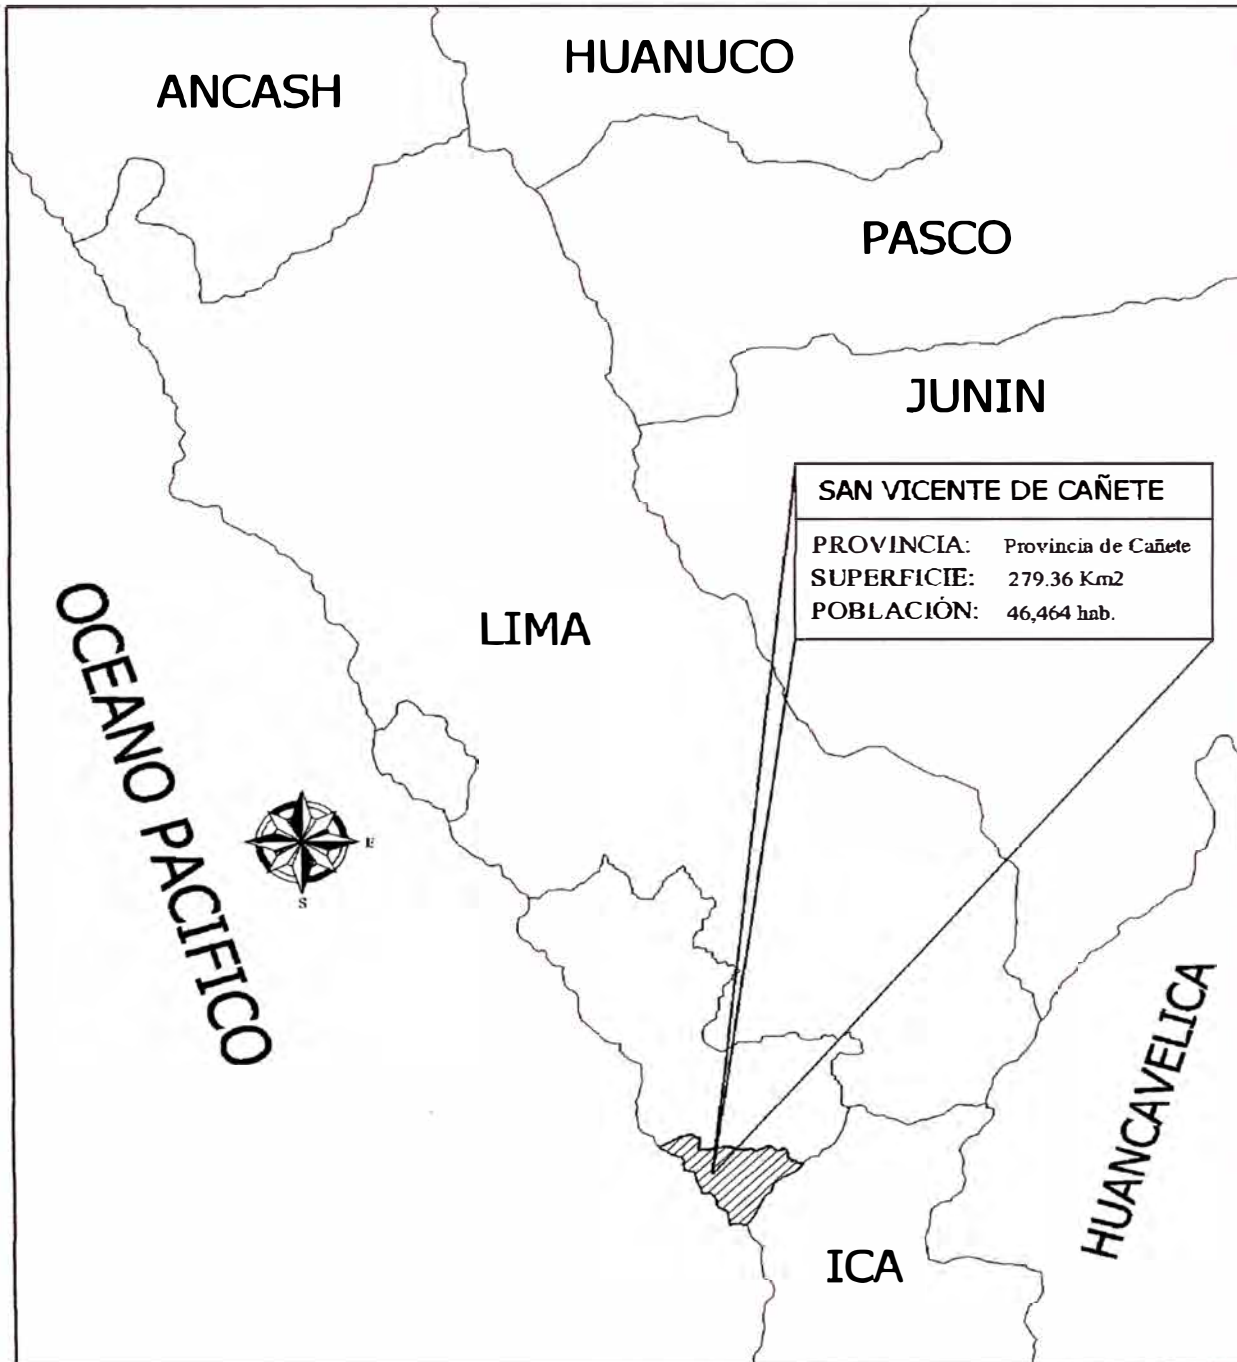 HUANUCO
ANCASH
PASCO
JUNIN
SAN VICENTE DE CAÑETE
PROVINCIA: Provincia de Cañete
SUPERFICIE: 279.36 Km2
POBLACIÓN: 46,464 hab.
LIMA
OCEANO PACIFICO
E
S
HUANCAVELICA
ICA